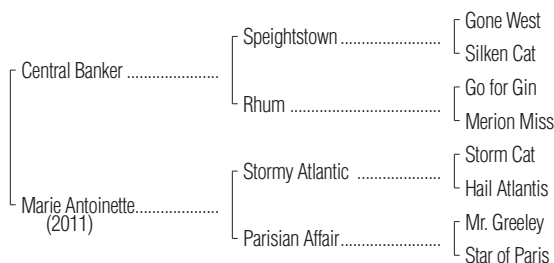 Central Banker ......................
Speightstown ........................
Gone West
Silken Cat
Rhum ...................................
Go for Gin
Merion Miss
Marie Antoinette....................
(2011)
Stormy Atlantic ....................
Storm Cat
Hail Atlantis
Parisian Affair........................
Mr. Greeley
Star of Paris